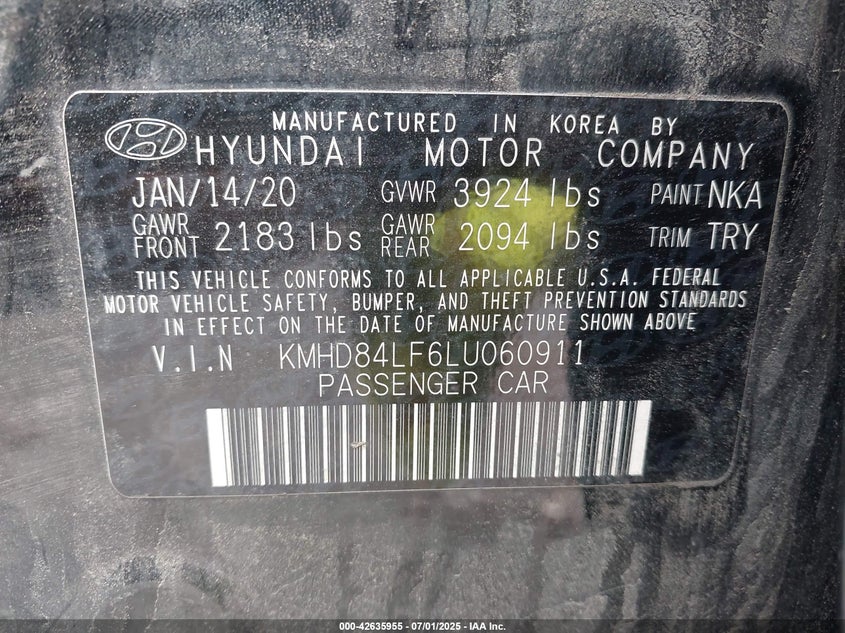 MANUFACTURED IN KOREA BY
HYUNDAI MOTOR COMPANY
JAN/14/20 GVWR 3924 lbs PAINT NKA
GAWR FRONT 2183 lbs GAWR REAR 2094 lbs TRIM TRY
THIS VEHICLE CONFORMS TO ALL APPLICABLE U.S.A. FEDERAL
MOTOR VEHICLE SAFETY, BUMPER, AND THEFT PREVENTION STANDARDS
IN EFFECT ON THE DATE OF MANUFACTURE SHOWN ABOVE
V.I.N KMHD84LF6LU060911
PASSENGER CAR
000-42635955 - 07/01/2025 - IAA Inc.